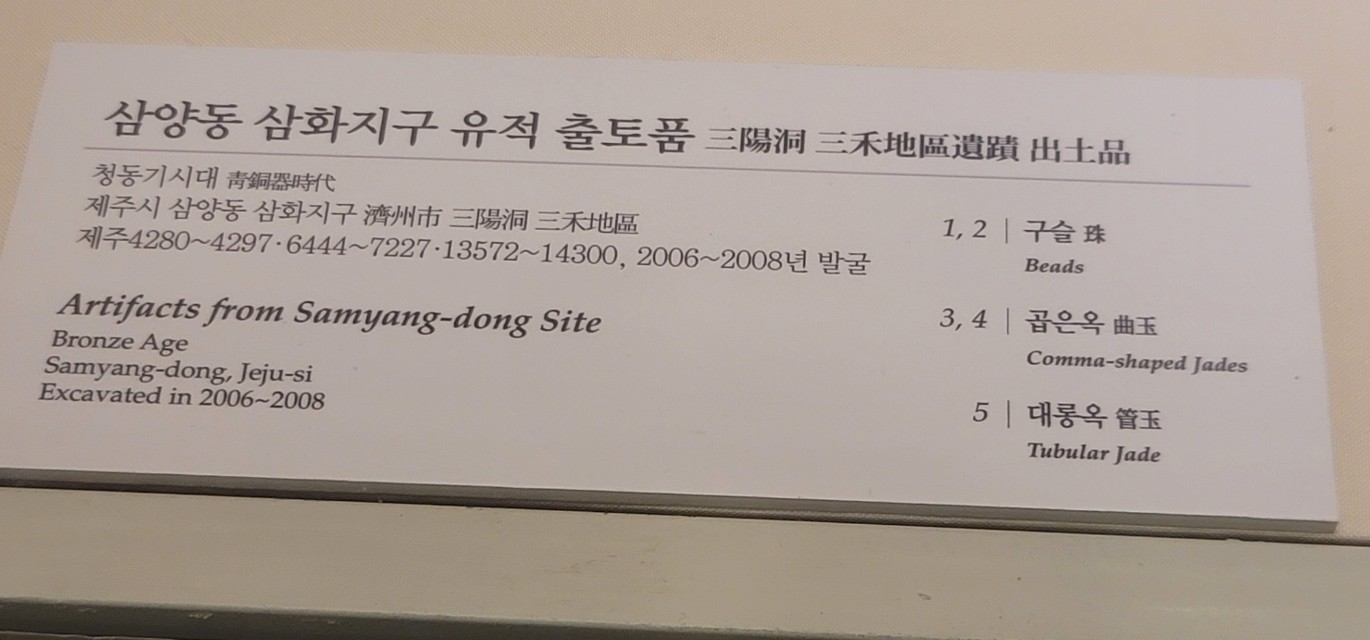 삼양동 삼화지구 유적 출토품 三陽洞 三禾地區遺蹟 出土品
청동기시대 靑銅器時代
제주시 삼양동 삼화지구 濟州市 三陽洞 三禾地區
제주4280~4297·6444~7227·13572~14300, 2006~2008년 발굴
Artifacts from Samyang-dong Site
Bronze Age
Samyang-dong, Jeju-si
Excavated in 2006~2008
1, 2 | 구슬 珠
Beads
3, 4 | 곱은옥 曲玉
Comma-shaped Jades
5 | 대롱옥 管玉
Tubular Jade